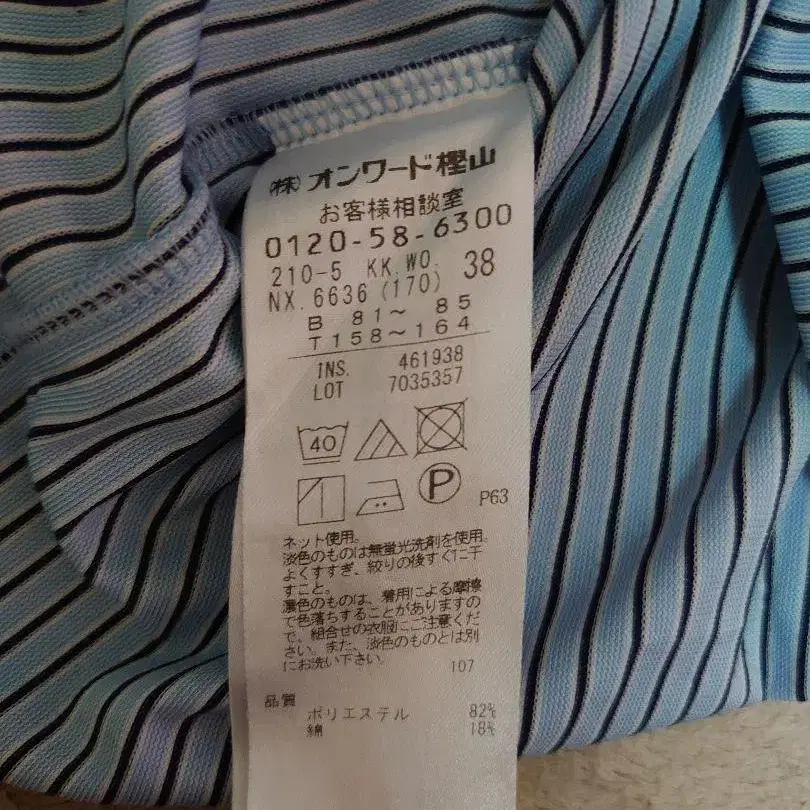 (株)オンワード樫山
お客様相談室
0120-58-6300
210-5 KK.WO. 38
NX.6636(170)
B 81～ 85
T158～164
INS. 461938
LOT 7035357
40
P P63
ネット使用。
淡色のものは無蛍光洗剤を使用。
よくすすぎ、絞りの後すぐに干
すこと。
濃色のものは、着用による摩擦
で色落ちすることがありますの
で、組合せの衣服にご注意くだ
さい。また、淡色のものとは別
にお洗い下さい。
107
品質
ポリエステル 82%
綿 18%